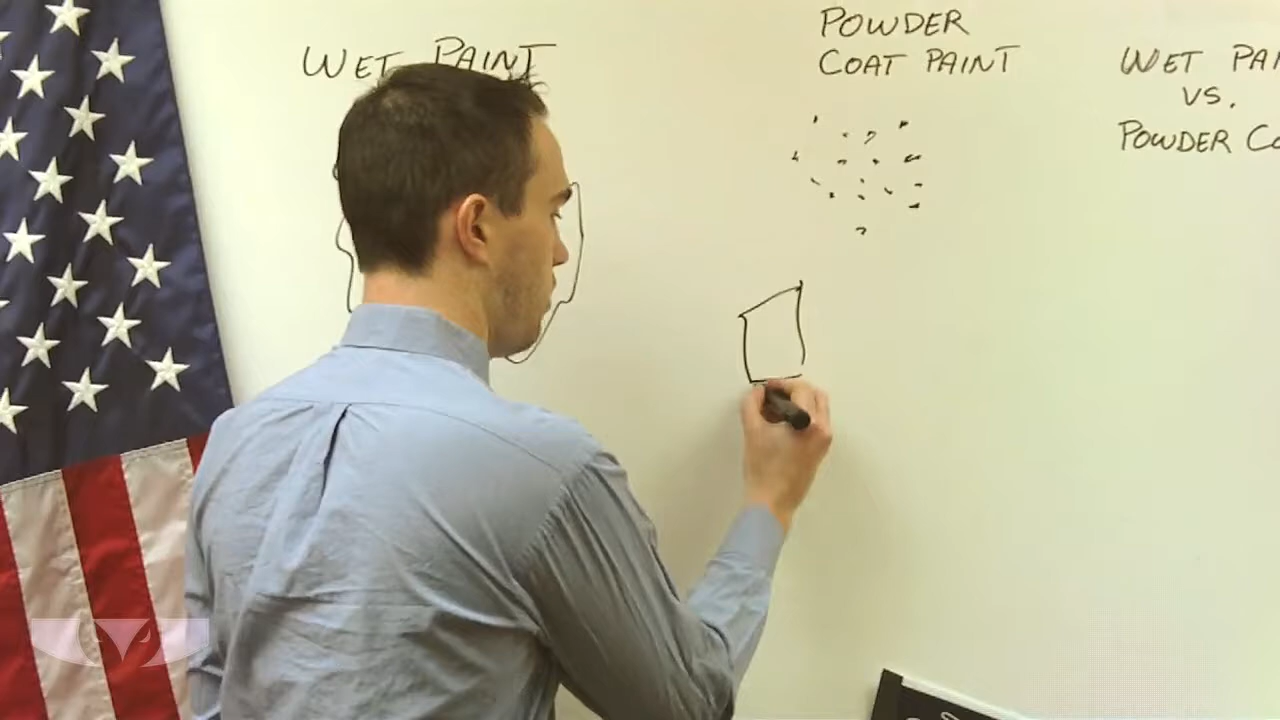 WET PAINT
POWDER
COAT PAINT
WET PAI
VS.
POWDER CO